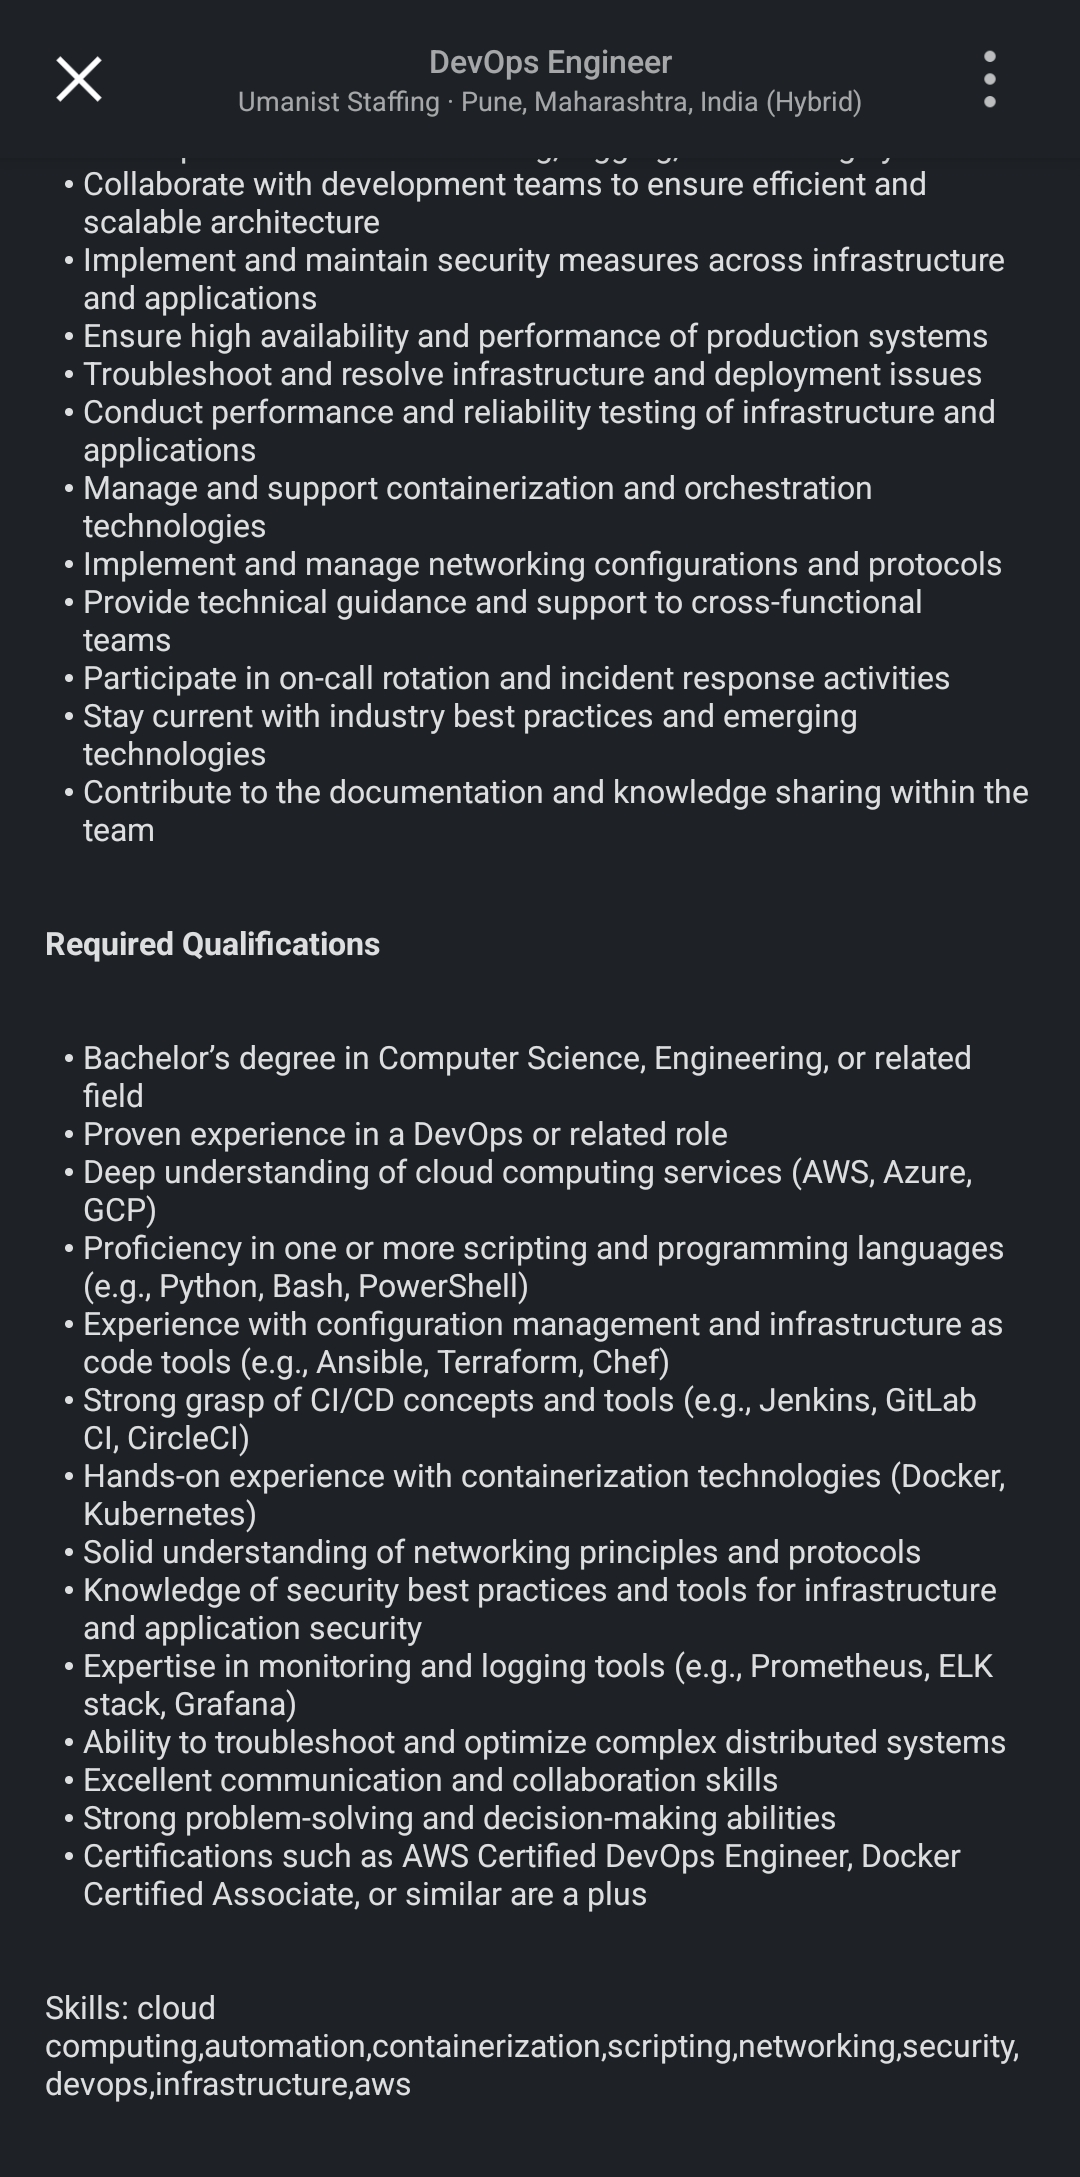 DevOps Engineer
Umanist Staffing · Pune, Maharashtra, India (Hybrid)
• Collaborate with development teams to ensure efficient and
scalable architecture
• Implement and maintain security measures across infrastructure
and applications
• Ensure high availability and performance of production systems
• Troubleshoot and resolve infrastructure and deployment issues
• Conduct performance and reliability testing of infrastructure and
applications
• Manage and support containerization and orchestration
technologies
• Implement and manage networking configurations and protocols
• Provide technical guidance and support to cross-functional
teams
• Participate in on-call rotation and incident response activities
• Stay current with industry best practices and emerging
technologies
• Contribute to the documentation and knowledge sharing within the
team
Required Qualifications
• Bachelor’s degree in Computer Science, Engineering, or related
field
• Proven experience in a DevOps or related role
• Deep understanding of cloud computing services (AWS, Azure,
GCP)
• Proficiency in one or more scripting and programming languages
(e.g., Python, Bash, PowerShell)
• Experience with configuration management and infrastructure as
code tools (e.g., Ansible, Terraform, Chef)
• Strong grasp of CI/CD concepts and tools (e.g., Jenkins, GitLab
CI, CircleCI)
• Hands-on experience with containerization technologies (Docker,
Kubernetes)
• Solid understanding of networking principles and protocols
• Knowledge of security best practices and tools for infrastructure
and application security
• Expertise in monitoring and logging tools (e.g., Prometheus, ELK
stack, Grafana)
• Ability to troubleshoot and optimize complex distributed systems
• Excellent communication and collaboration skills
• Strong problem-solving and decision-making abilities
• Certifications such as AWS Certified DevOps Engineer, Docker
Certified Associate, or similar are a plus
Skills: cloud
computing,automation,containerization,scripting,networking,security,
devops,infrastructure,aws